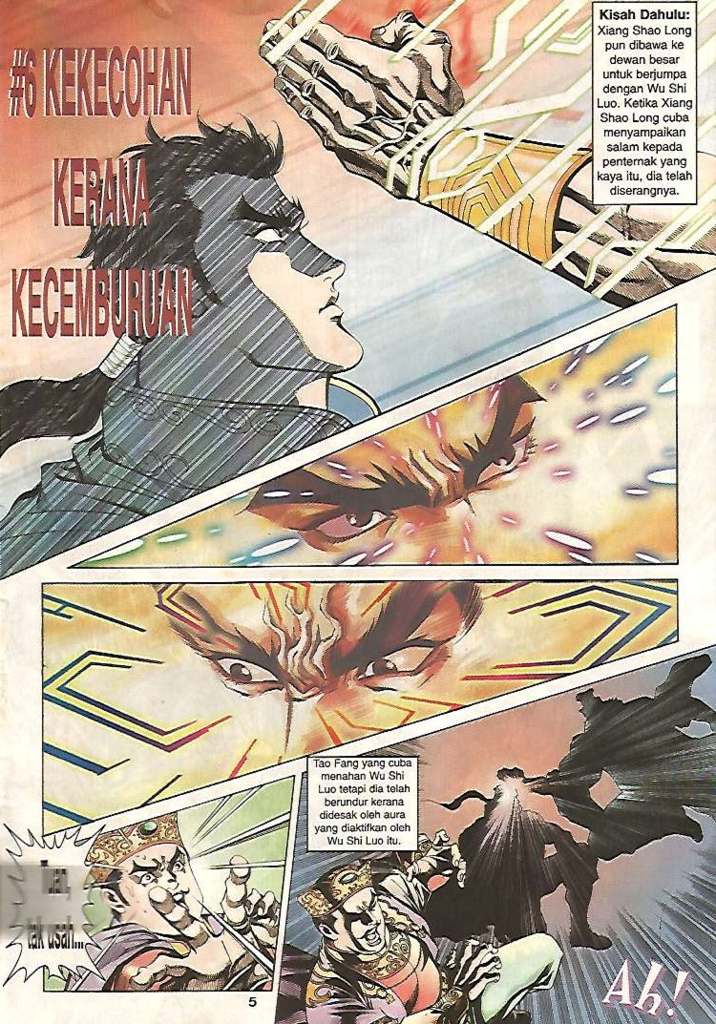 #6 KEKECOHAN
KERANA
KECEMBURUAN
Kisah Dahulu:
Xiang Shao Long
pun dibawa ke
dewan besar
untuk berjumpa
dengan Wu Shi
Luo. Ketika Xiang
Shao Long cuba
menyampaikan
salam kepada
penternak yang
kaya itu, dia telah
diserangnya.
Tao Fang yang cuba
menahan Wu Shi
Luo tetapi dia telah
berundur kerana
didesak oleh aura
yang diaktifkan oleh
Wu Shi Luo itu.
Tuan,
tak usah...
Ah!
5